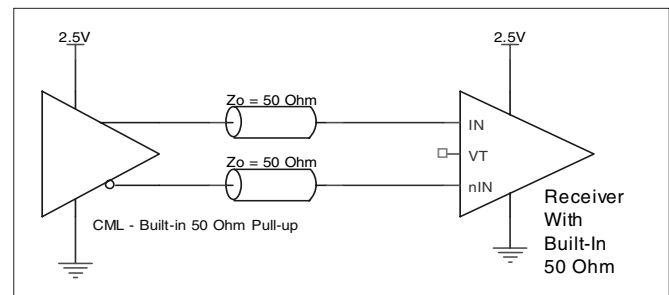 2.5V
2.5V
Zo = 50 Ohm
IN
VT
Zo = 50 Ohm
nIN
Receiver
With
Built-In
50 Ohm
CML - Built-in 50 Ohm Pull-up